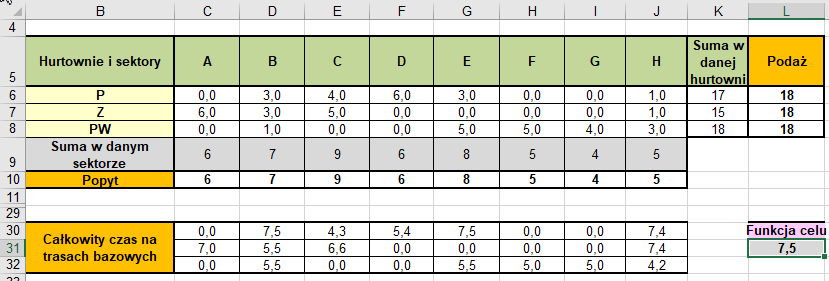 B C D E F G H I J K L
4
5 Hurtownie i sektory A B C D E F G H Suma w danej hurtowni Podaż
6 P 0,0 3,0 4,0 6,0 3,0 0,0 0,0 1,0 17 18
7 Z 6,0 3,0 5,0 0,0 0,0 0,0 0,0 1,0 15 18
8 PW 0,0 1,0 0,0 0,0 5,0 5,0 4,0 3,0 18 18
9 Suma w danym sektorze 6 7 9 6 8 5 4 5
10 Popyt 6 7 9 6 8 5 4 5
11
29
30 Całkowity czas na trasach bazowych 0,0 7,5 4,3 5,4 7,5 0,0 0,0 7,4 Funkcja celu
31 7,0 5,5 6,6 0,0 0,0 0,0 0,0 7,4 7,5
32 0,0 5,5 0,0 0,0 5,5 5,0 5,0 4,2